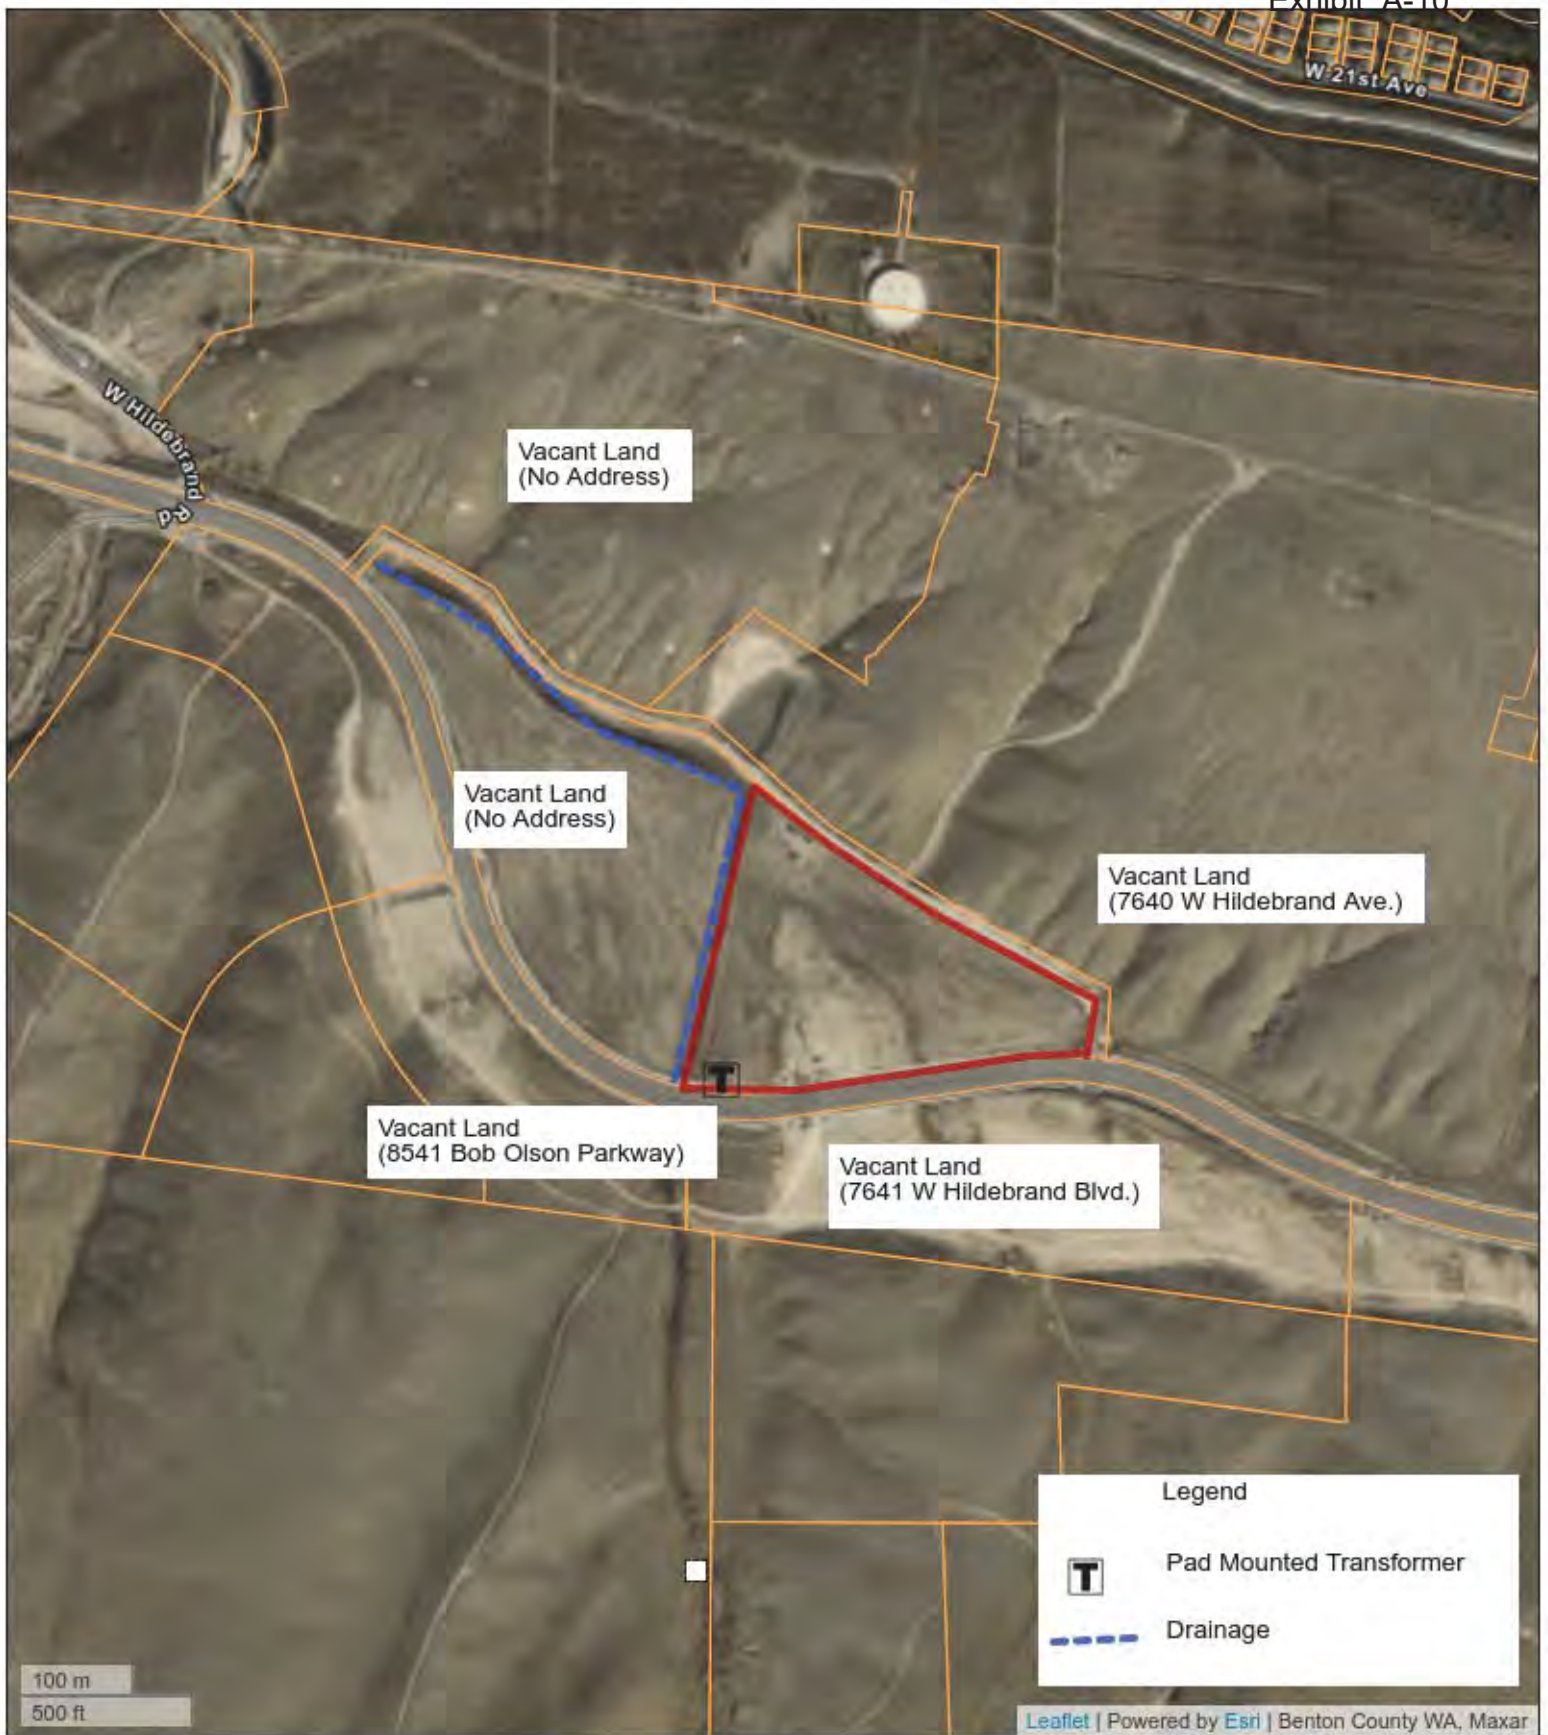 Exhibit A-10
W 21st Ave
W Hildebrand Rd
Vacant Land
(No Address)
Vacant Land
(No Address)
Vacant Land
(7640 W Hildebrand Ave.)
Vacant Land
(8541 Bob Olson Parkway)
Vacant Land
(7641 W Hildebrand Blvd.)
T
Legend
T
Pad Mounted Transformer
Drainage
100 m
500 ft
Leaflet | Powered by Esri | Benton County WA, Maxar